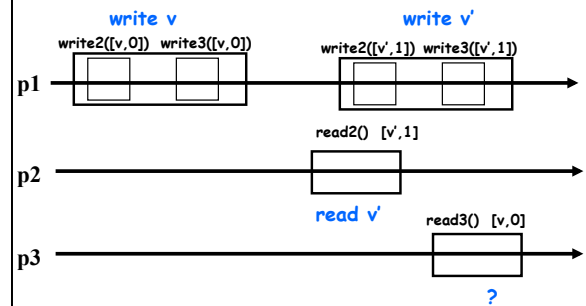 write v write v’
write2([v,0]) write3([v,0]) write2([v’,1]) write3([v’,1])
p1
read2() [v’,1]
p2
read v’
read3() [v,0]
p3
?